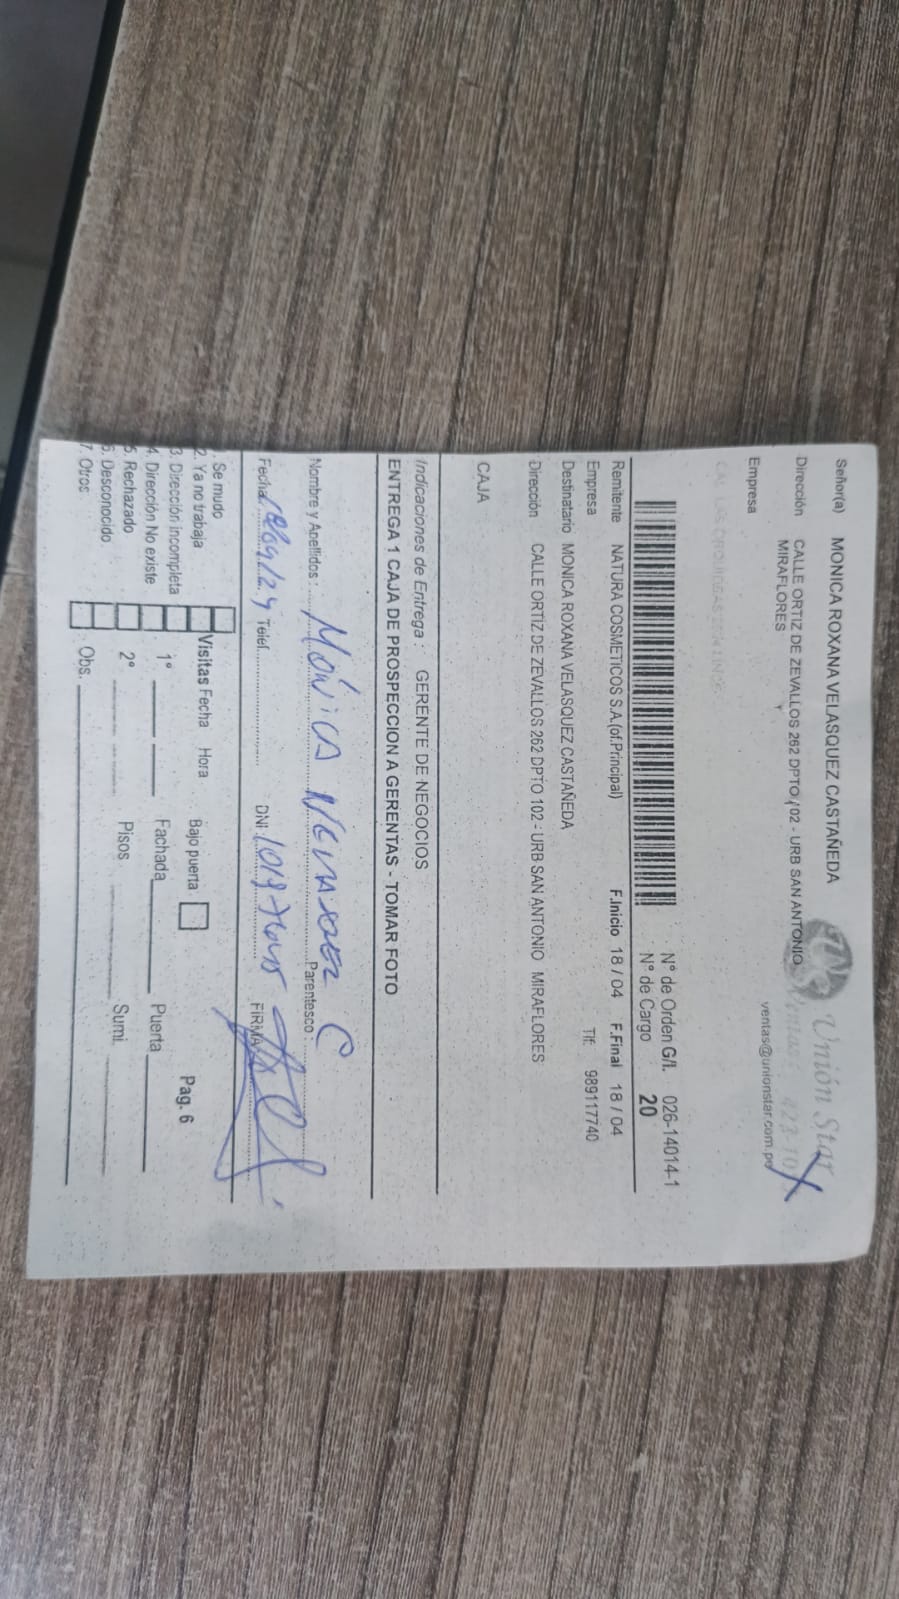 Señor(a) MONICA ROXANA VELASQUEZ CASTAÑEDA
Unión Star
Dirección CALLE ORTIZ DE ZEVALLOS 262 DPTO 102 - URB SAN ANTONIO
MIRAFLORES
ventas@unionstar.com.pe
Empresa
N° de Orden G/I. 026-14014-1
N° de Cargo 20
Remitente NATURA COSMETICOS S.A.(of.Principal) F.Inicio 18 / 04 F.Final 18 / 04
Empresa Tlf: 989117740
Destinatario MONICA ROXANA VELASQUEZ CASTAÑEDA
Dirección CALLE ORTIZ DE ZEVALLOS 262 DPTO 102 - URB SAN ANTONIO MIRAFLORES
CAJA
Indicaciones de Entrega : GERENTE DE NEGOCIOS
ENTREGA 1 CAJA DE PROSPECCION A GERENTAS - TOMAR FOTO
Nombre y Apellidos : Mónica C Parentesco :
Fecha 18/04/24 Telef. DNI: FIRMA
. Se mudo
2. Ya no trabaja
3. Dirección incompleta
4. Dirección No existe
5. Rechazado
6. Desconocido
7. Otros
Visitas Fecha Hora Bajo puerta Pag. 6
1° Fachada Puerta
2° Pisos Sumi.
Obs.